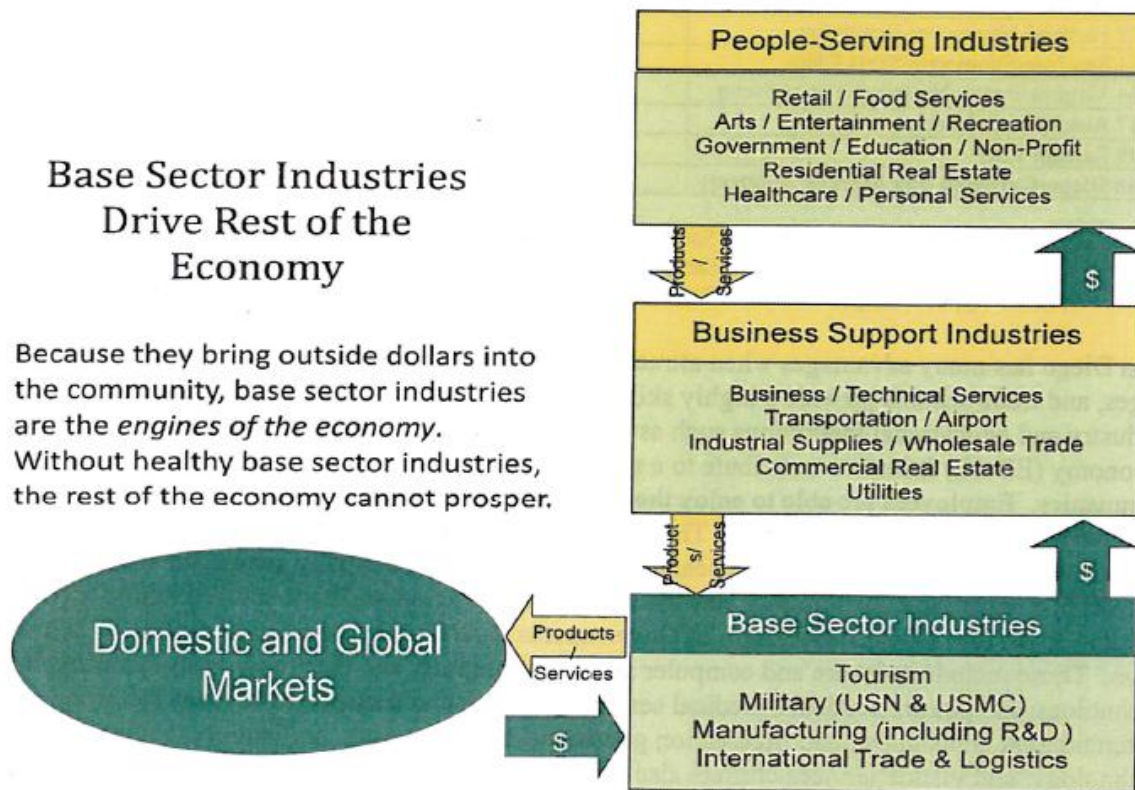 Base Sector Industries
Drive Rest of the
Economy
Because they bring outside dollars into
the community, base sector industries
are the engines of the economy.
Without healthy base sector industries,
the rest of the economy cannot prosper.
People-Serving Industries
Retail / Food Services
Arts / Entertainment / Recreation
Government / Education / Non-Profit
Residential Real Estate
Healthcare / Personal Services
Products
/
Services
$
Business Support Industries
Business / Technical Services
Transportation / Airport
Industrial Supplies / Wholesale Trade
Commercial Real Estate
Utilities
Product
s/
Services
$
Domestic and Global
Markets
Products
/
Services
$
Base Sector Industries
Tourism
Military (USN & USMC)
Manufacturing (including R&D )
International Trade & Logistics